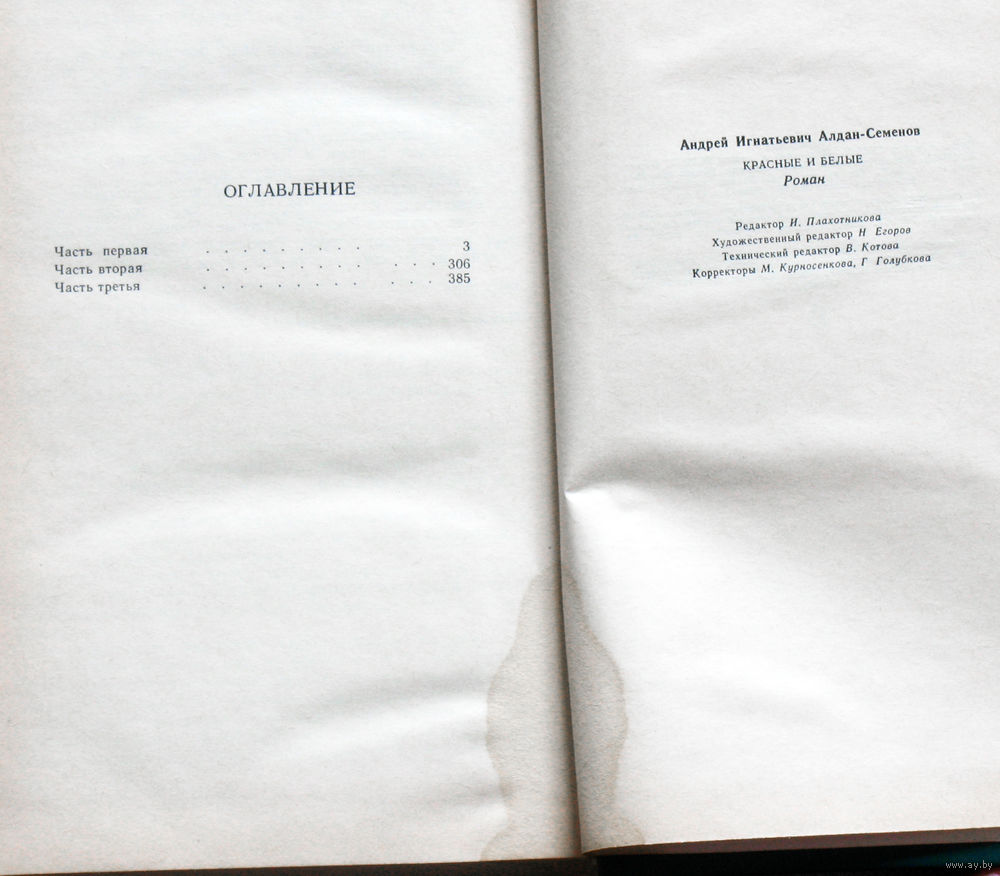 ОГЛАВЛЕНИЕ
Часть первая . . . . . . . . . 3
Часть вторая . . . . . . . . . . . . . 306
Часть третья . . . . . . . . . . . . . 385
Андрей Игнатьевич Алдан-Семенов
КРАСНЫЕ И БЕЛЫЕ
Роман
Редактор И. Плахотникова
Художественный редактор Н Егоров
Технический редактор В. Котова
Корректоры М. Курносенкова, Г Голубкова
www.ay.by